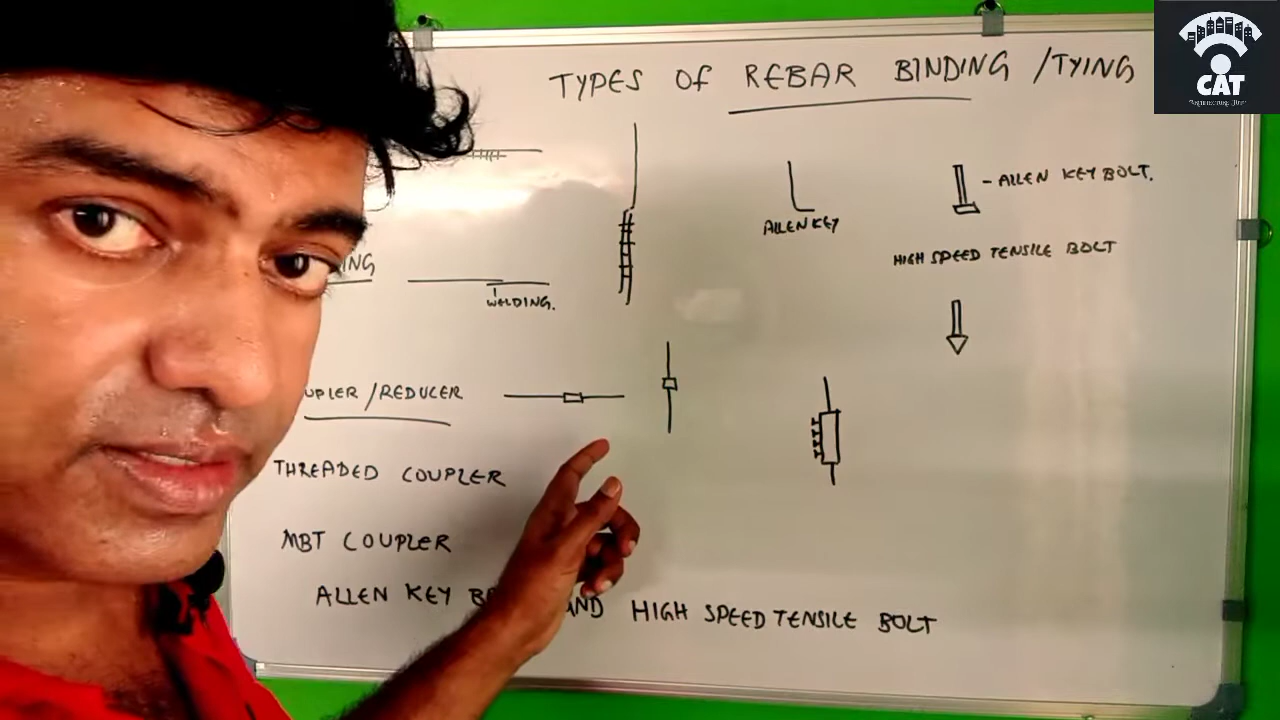 TYPES OF REBAR BINDING /TYING
CAT
- ALLEN KEY BOLT.
ALLEN KEY
HIGH SPEED TENSILE BOLT
WELDING.
/REDUCER
THREADED COUPLER
MBT COUPLER
ALLEN KEY AND HIGH SPEED TENSILE BOLT